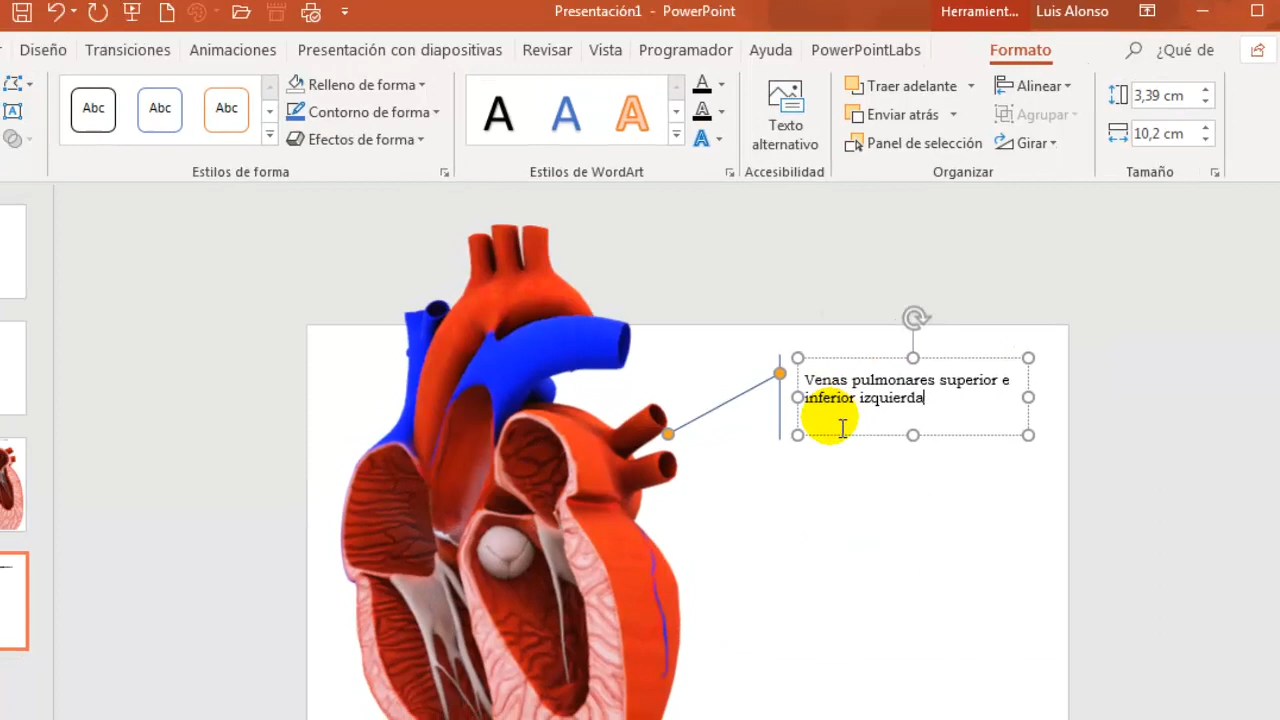 Presentación1 - PowerPoint
Herramient...
Luis Alonso
Diseño
Transiciones
Animaciones
Presentación con diapositivas
Revisar
Vista
Programador
Ayuda
PowerPointLabs
Formato
¿Qué de
Abc
Abc
Abc
Relleno de forma
Contorno de forma
Efectos de forma
Estilos de forma
A
A
A
A
A
A
Estilos de WordArt
Texto
alternativo
Accesibilidad
Traer adelante
Enviar atrás
Panel de selección
Alinear
Agrupar
Girar
Organizar
3,39 cm
10,2 cm
Tamaño
Venas pulmonares superior e
inferior izquierda